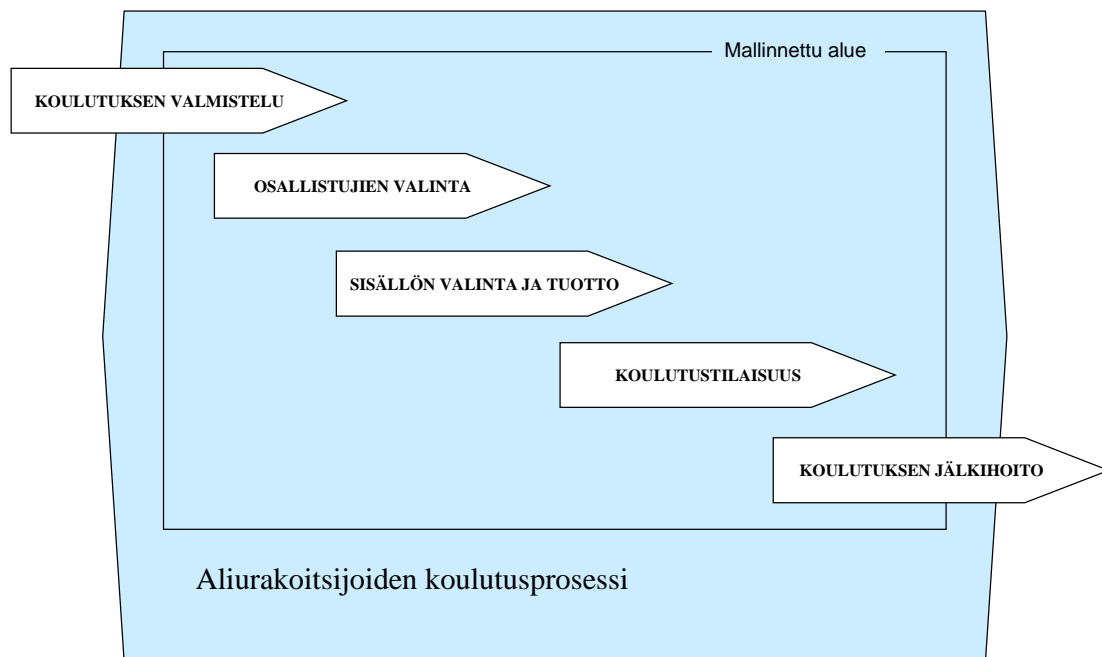 Mallinnettu alue
KOULUTUKSEN VALMISTELU
OSALLISTUJIEN VALINTA
SISÄLLÖN VALINTA JA TUOTTO
KOULUTUSTILAISUUS
KOULUTUKSEN JÄLKIHOITO
Aliurakoitsijoiden koulutusprosessi